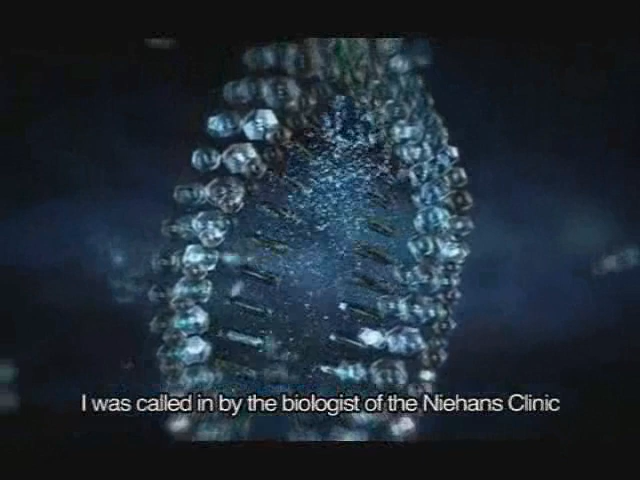 I was called in by the biologist of the Niehans Clinic